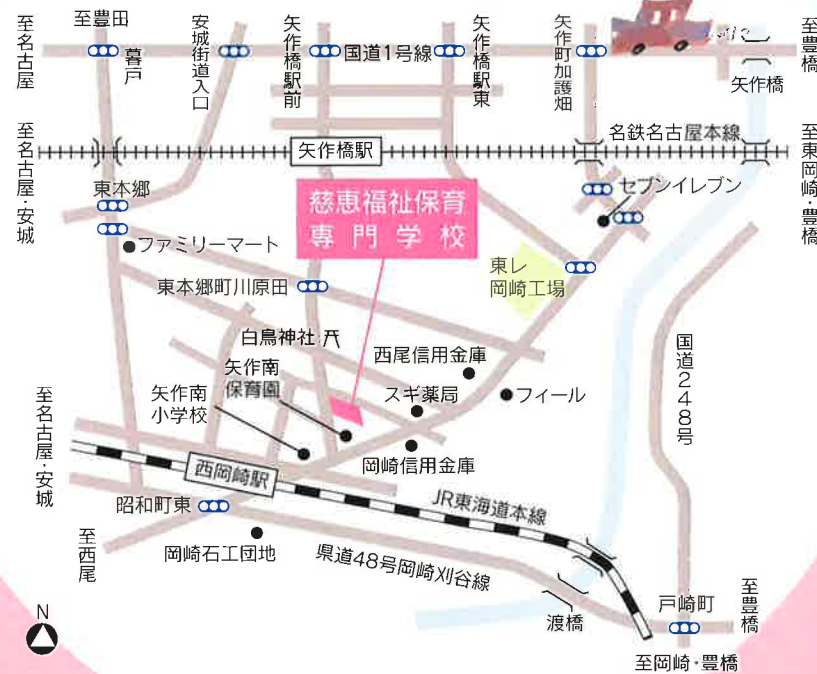 至豊田
至名古屋
暮戸
安城街道入口
矢作橋駅前
国道1号線
矢作橋駅東
矢作町加護畑
至豊橋
矢作橋
至名古屋・安城
矢作橋駅
名鉄名古屋本線
至東岡崎・豊橋
東本郷
セブンイレブン
慈恵福祉保育
専門学校
ファミリーマート
東レ
岡崎工場
東本郷町川原田
白鳥神社
国道248号
西尾信用金庫
矢作南
保育園
スギ薬局
フィール
矢作南
小学校
至名古屋・安城
岡崎信用金庫
西岡崎駅
昭和町東
JR東海道本線
至西尾
岡崎石工団地
県道48号岡崎刈谷線
渡橋
戸崎町
至豊橋
至岡崎・豊橋
N